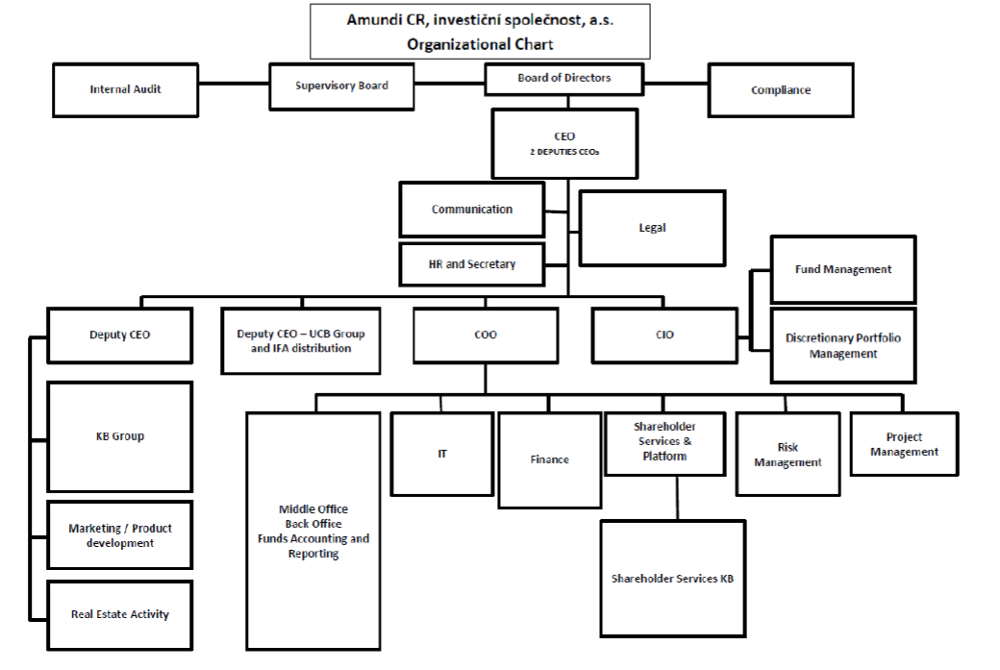 Amundi CR, investiční společnost, a.s.
Organizational Chart
Internal Audit
Supervisory Board
Board of Directors
Compliance
CEO
2 DEPUTIES CEOs
Communication
Legal
HR and Secretary
Fund Management
Deputy CEO
Deputy CEO – UCB Group
and IFA distribution
COO
CIO
Discretionary Portfolio
Management
KB Group
Marketing / Product
development
Real Estate Activity
Middle Office
Back Office
Funds Accounting and
Reporting
IT
Finance
Shareholder
Services &
Platform
Risk
Management
Project
Management
Shareholder Services KB